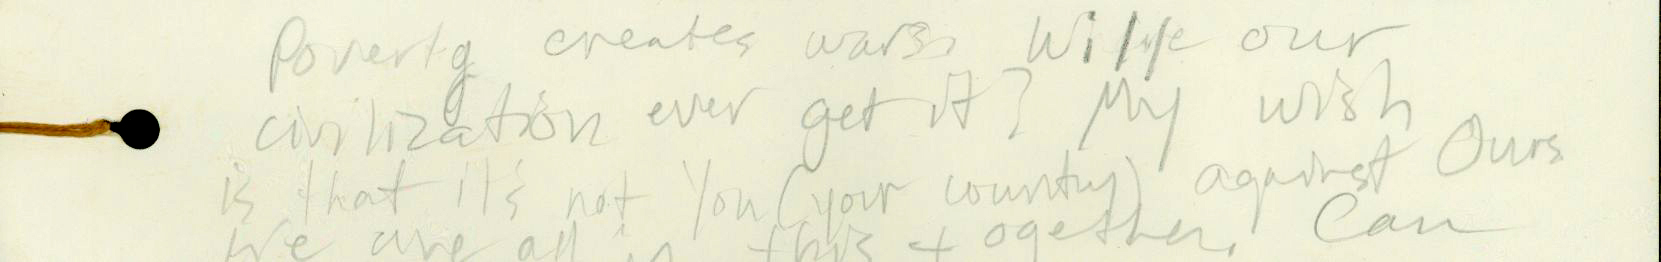 Poverty creates wars. Will our
civilization ever get it? My wish
is that it's not you (your country) against Ours
We are all in this together. Can